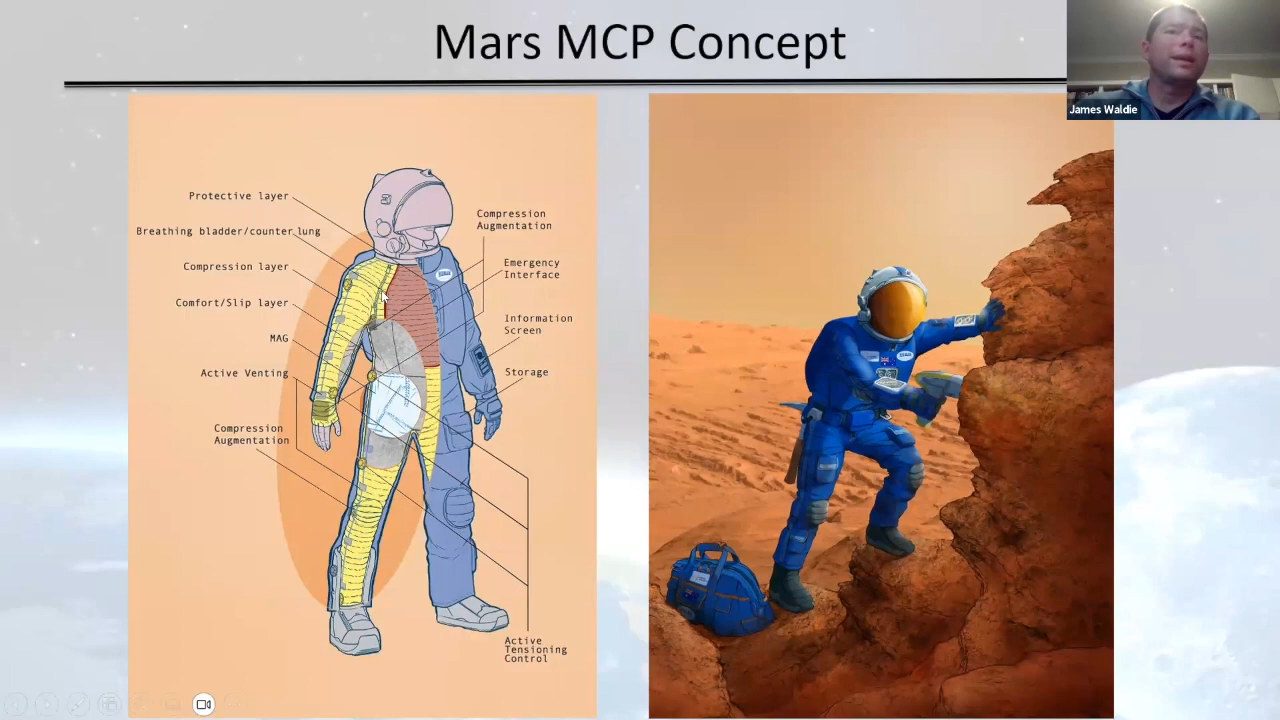 Mars MCP Concept
James Waldie
Protective layer
Breathing bladder/counter lung
Compression layer
Comfort/Slip layer
MAG
Active Venting
Compression
Augmentation
Compression
Augmentation
Emergency
Interface
Information
Screen
Storage
Active
Tensioning
Control